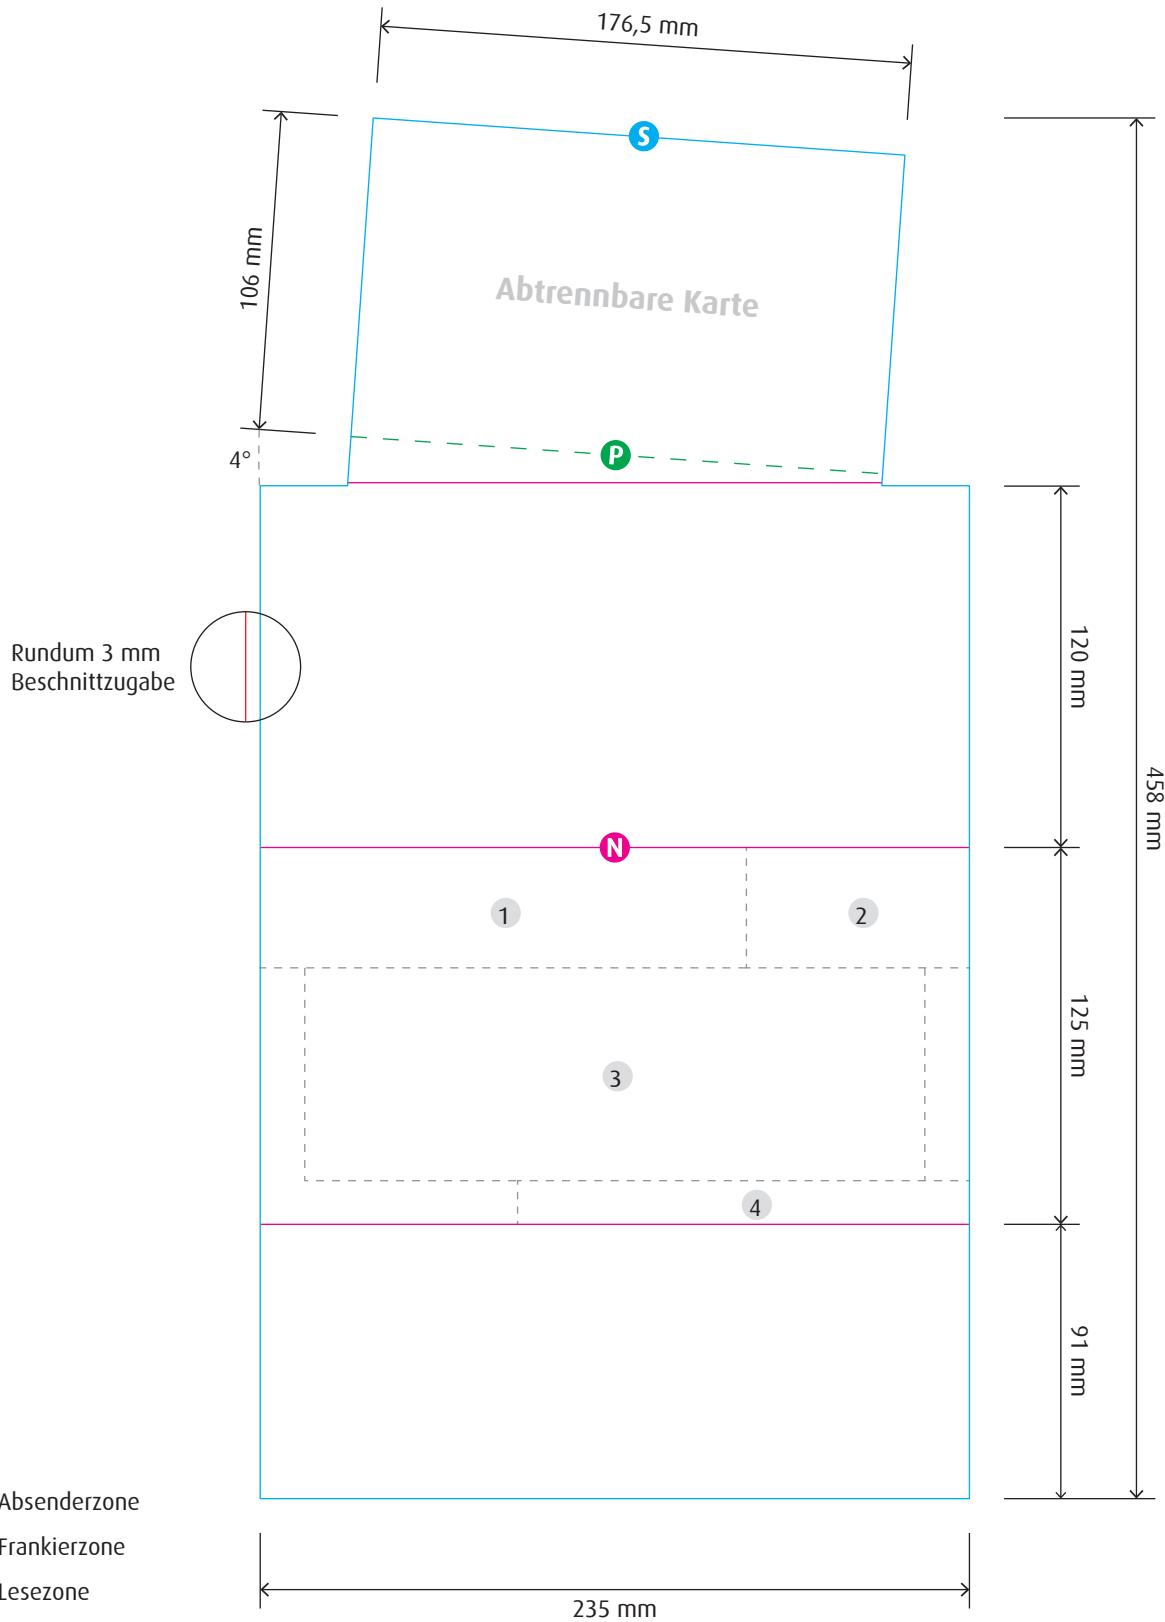 176,5 mm
S
106 mm
Abtrennbare Karte
P
4°
Rundum 3 mm
Beschnittzugabe
120 mm
458 mm
N
1
2
125 mm
3
4
91 mm
Absenderzone
Frankierzone
Lesezone
235 mm